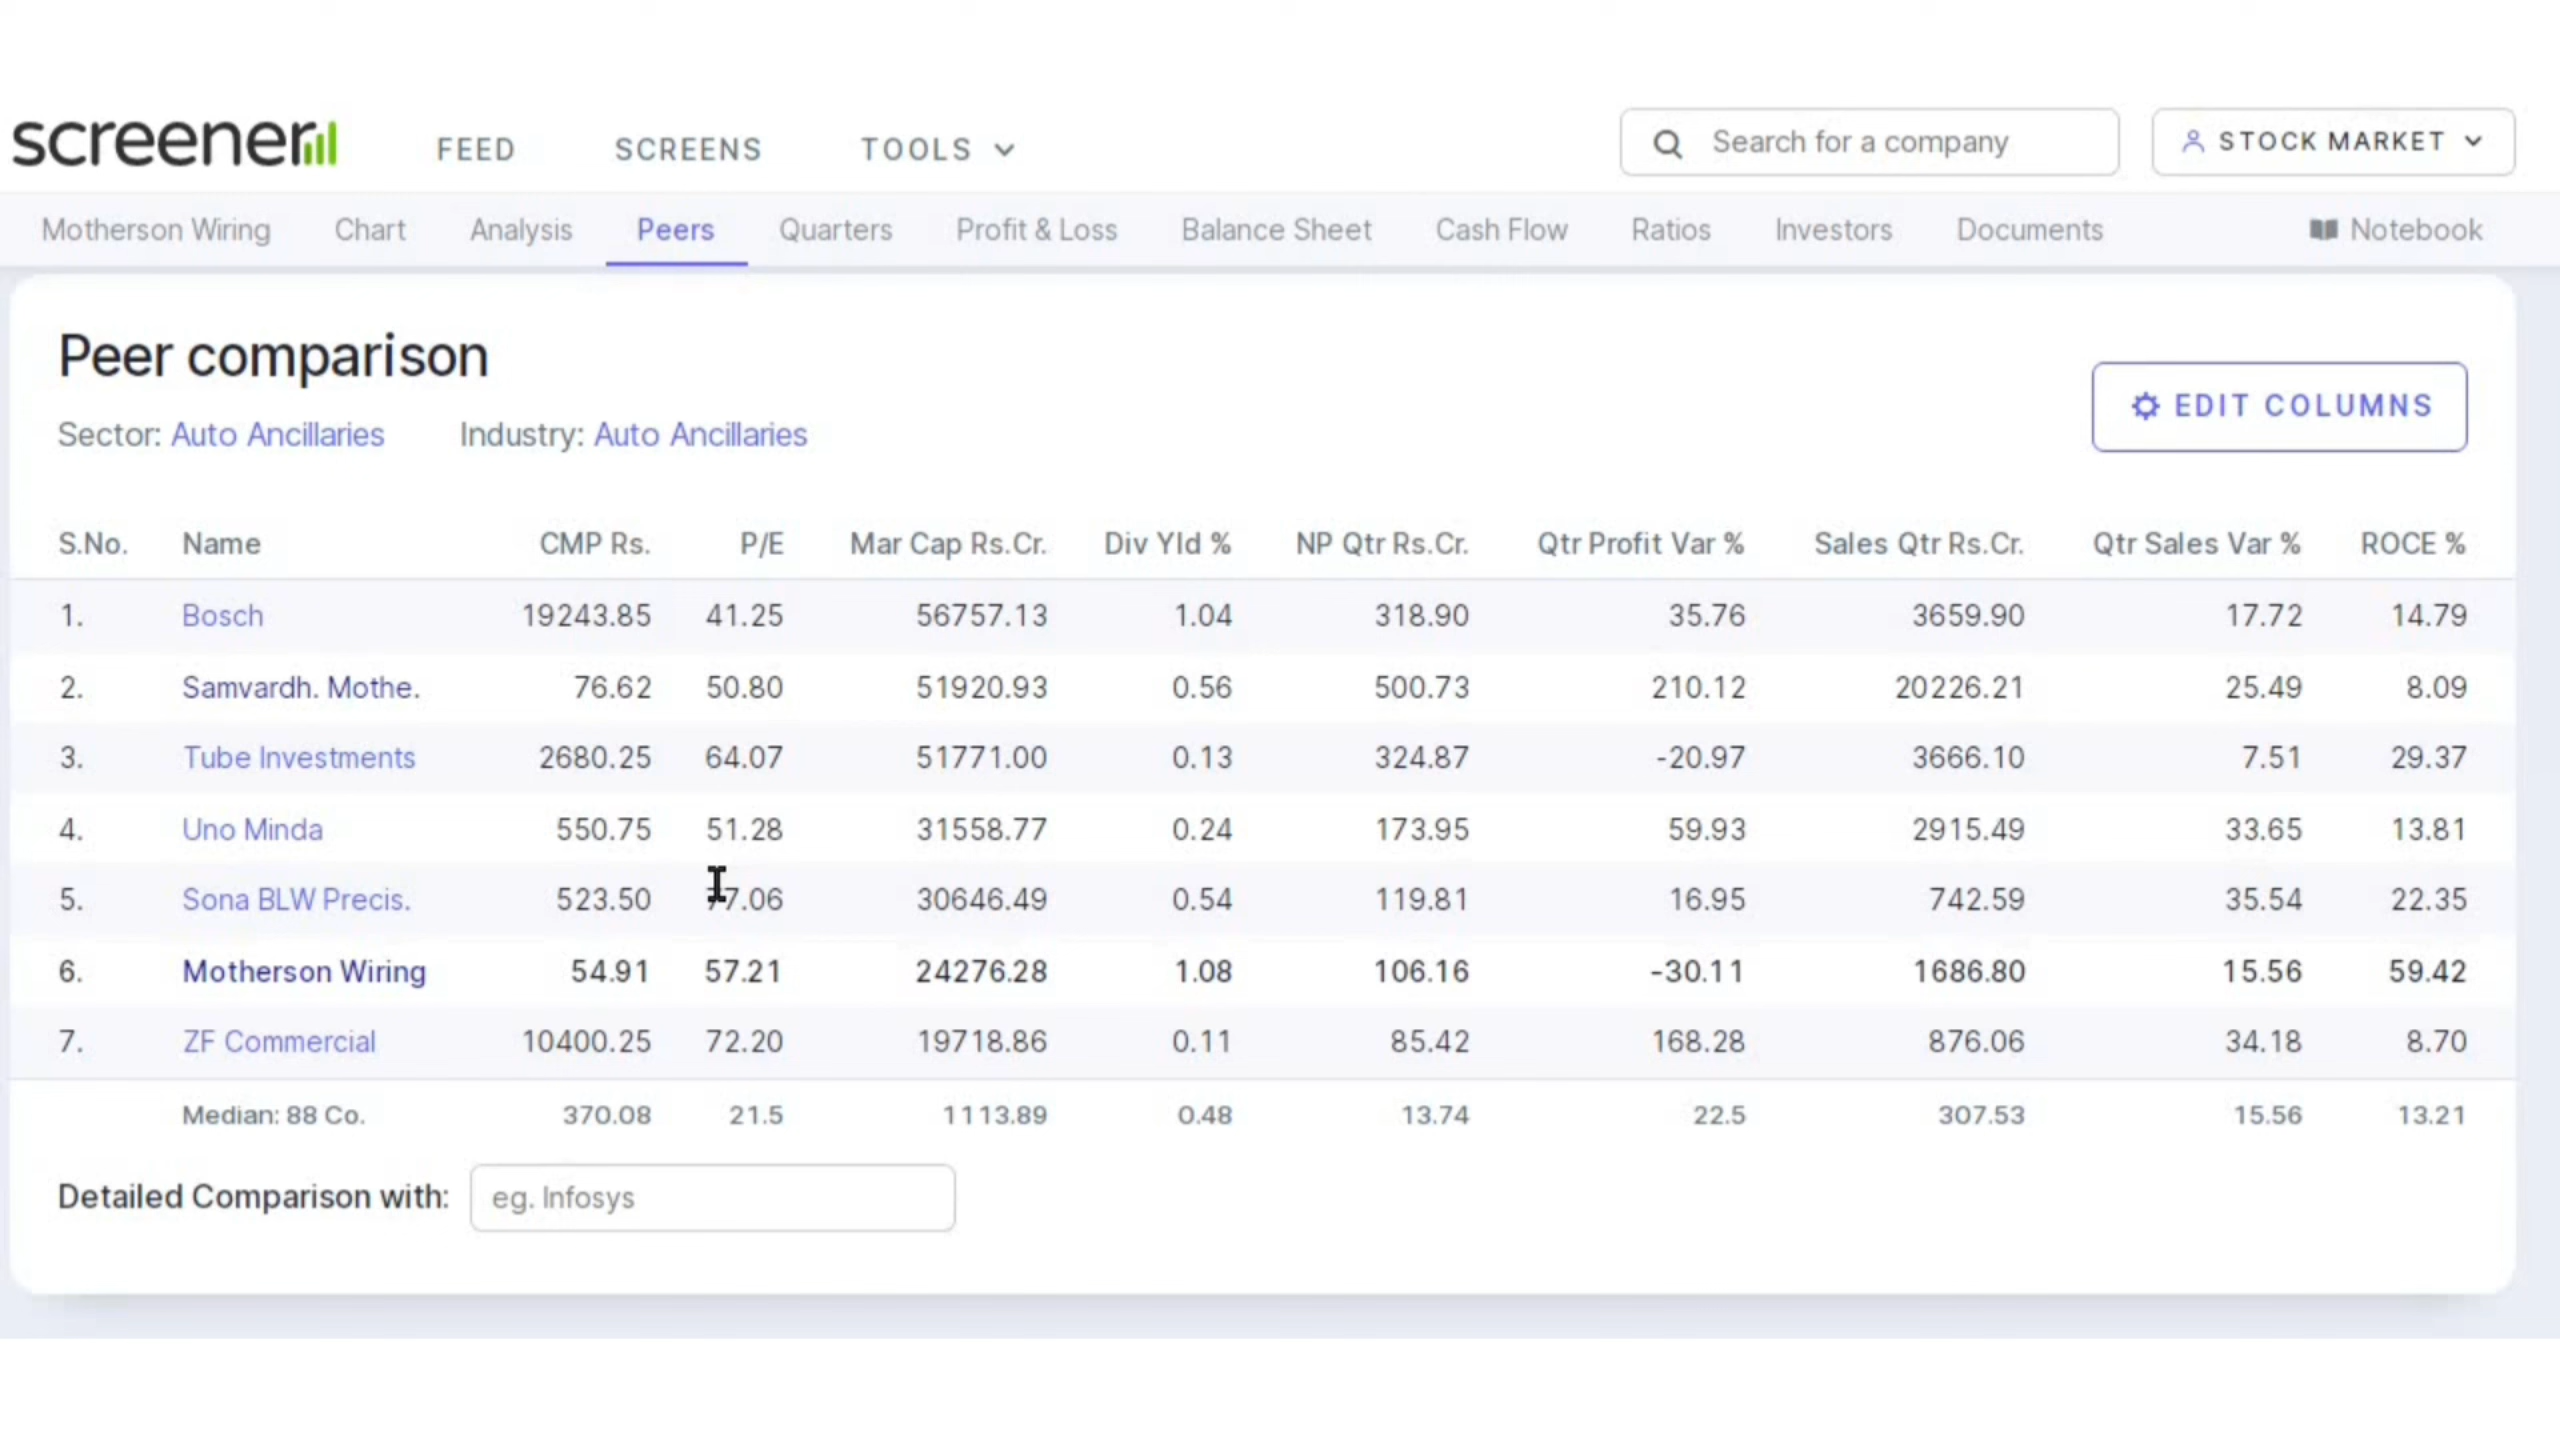 screener FEED SCREENS TOOLS Search for a company STOCK MARKET
Motherson Wiring Chart Analysis Peers Quarters Profit & Loss Balance Sheet Cash Flow Ratios Investors Documents Notebook
Peer comparison
EDIT COLUMNS
Sector: Auto Ancillaries Industry: Auto Ancillaries
S.No. Name CMP Rs. P/E Mar Cap Rs.Cr. Div Yld % NP Qtr Rs.Cr. Qtr Profit Var % Sales Qtr Rs.Cr. Qtr Sales Var % ROCE %
1. Bosch 19243.85 41.25 56757.13 1.04 318.90 35.76 3659.90 17.72 14.79
2. Samvardh. Mothe. 76.62 50.80 51920.93 0.56 500.73 210.12 20226.21 25.49 8.09
3. Tube Investments 2680.25 64.07 51771.00 0.13 324.87 -20.97 3666.10 7.51 29.37
4. Uno Minda 550.75 51.28 31558.77 0.24 173.95 59.93 2915.49 33.65 13.81
5. Sona BLW Precis. 523.50 77.06 30646.49 0.54 119.81 16.95 742.59 35.54 22.35
6. Motherson Wiring 54.91 57.21 24276.28 1.08 106.16 -30.11 1686.80 15.56 59.42
7. ZF Commercial 10400.25 72.20 19718.86 0.11 85.42 168.28 876.06 34.18 8.70
Median: 88 Co. 370.08 21.5 1113.89 0.48 13.74 22.5 307.53 15.56 13.21
Detailed Comparison with: eg. Infosys